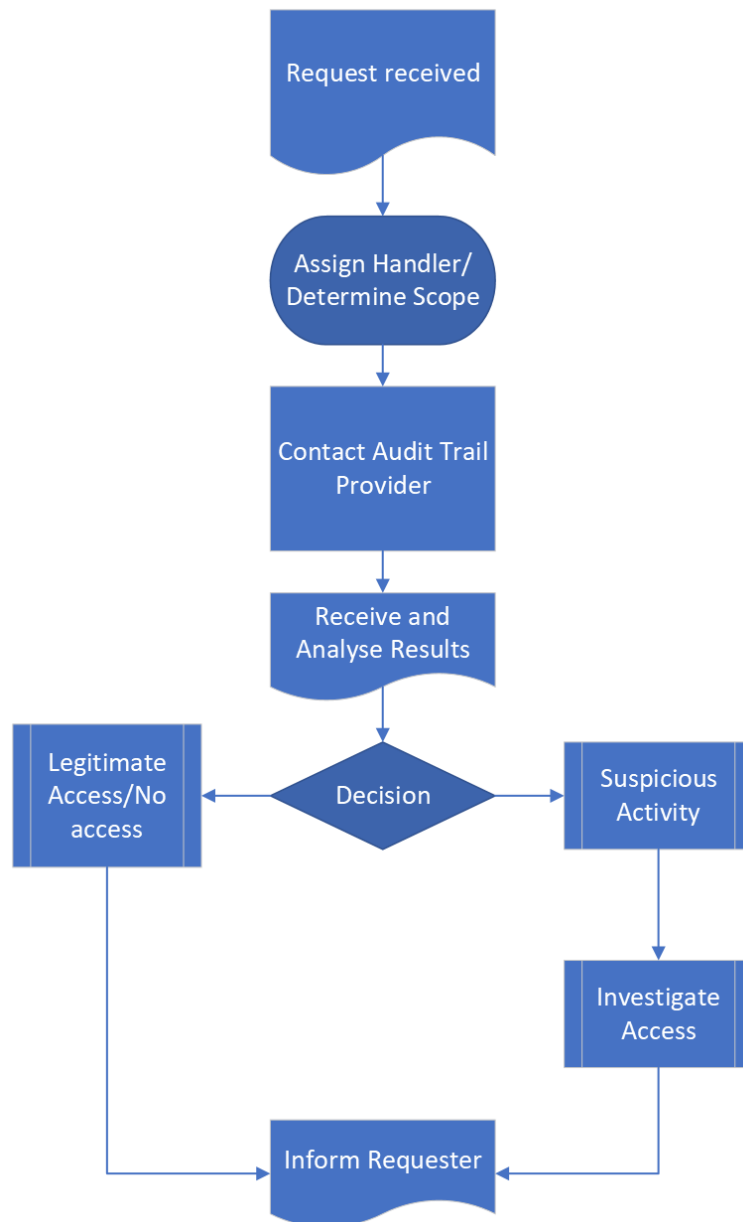 Request received
Assign Handler/
Determine Scope
Contact Audit Trail
Provider
Receive and
Analyse Results
Legitimate
Access/No
access
Decision
Suspicious
Activity
Investigate
Access
Inform Requester